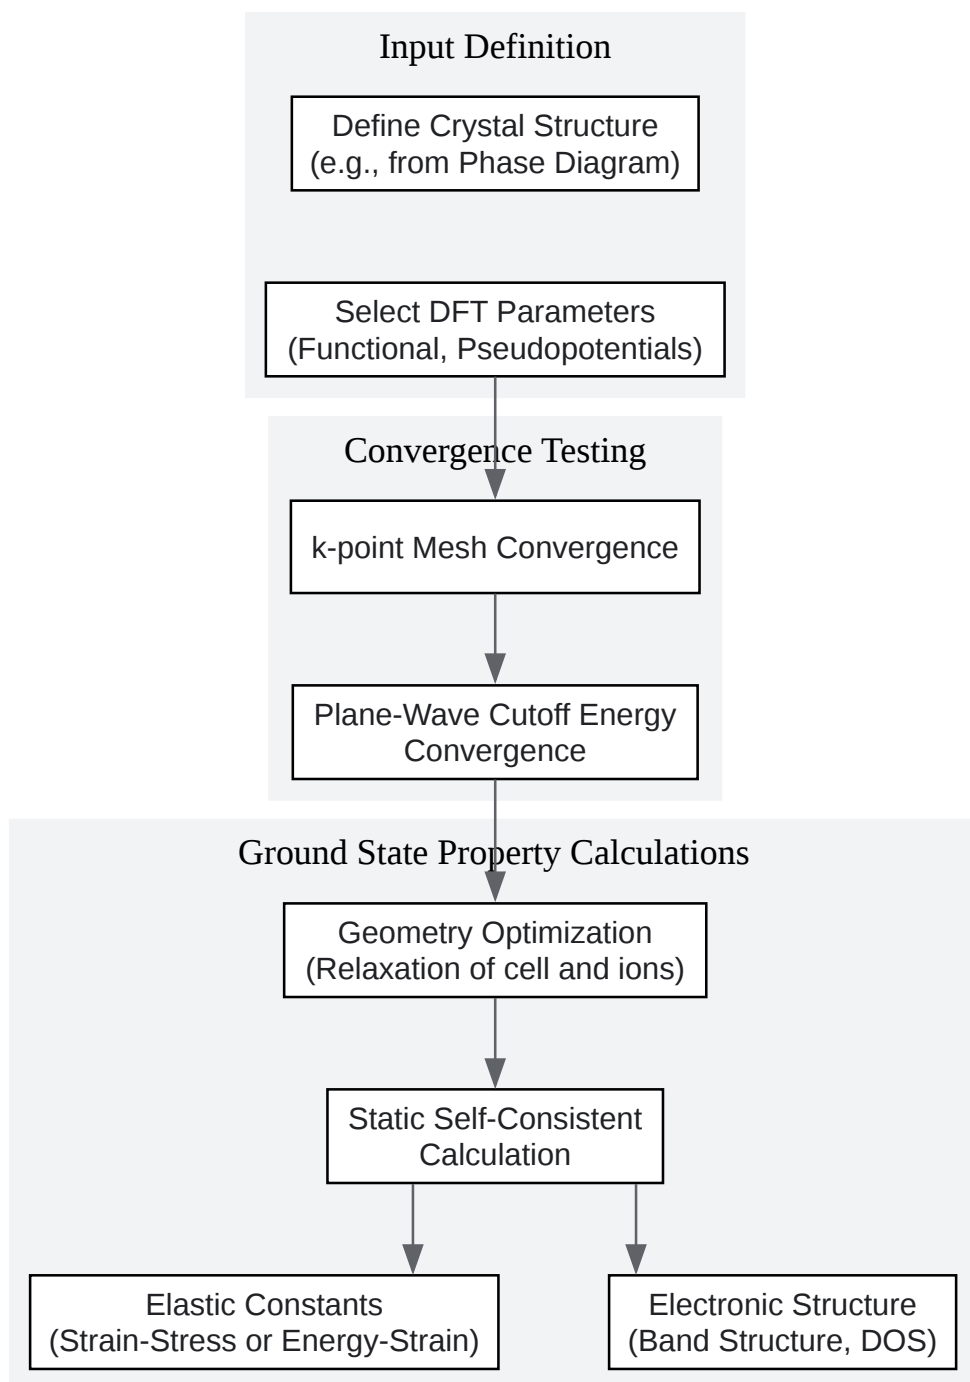 Input Definition
Define Crystal Structure
(e.g., from Phase Diagram)
Select DFT Parameters
(Functional, Pseudopotentials)
Convergence Testing
k-point Mesh Convergence
Plane-Wave Cutoff Energy
Convergence
Ground State Property Calculations
Geometry Optimization
(Relaxation of cell and ions)
Static Self-Consistent
Calculation
Elastic Constants
(Strain-Stress or Energy-Strain)
Electronic Structure
(Band Structure, DOS)